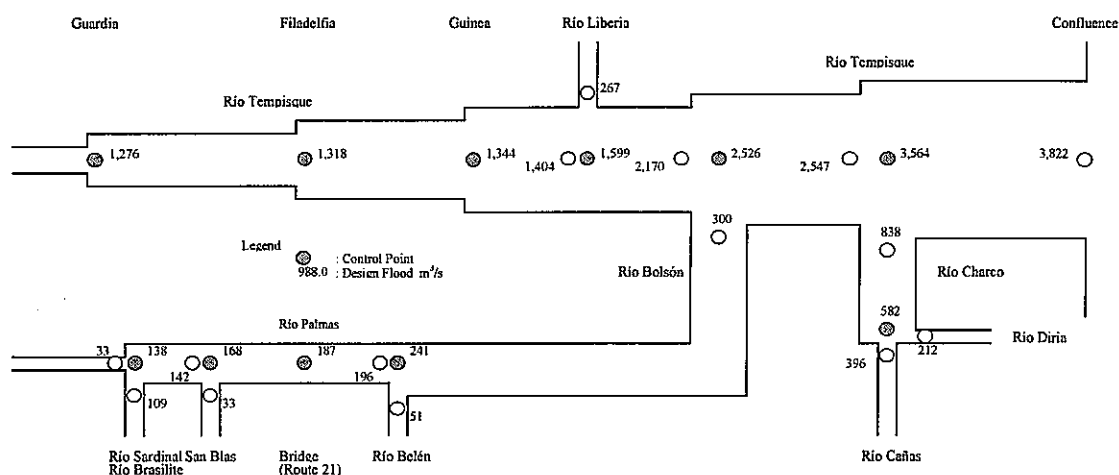 Guardia Filadelfia Guinea Río Liberia Confluence
Río Tempisque
Río Tempisque
267
1,276 1,318 1,344 1,404 1,599 2,170 2,526 2,547 3,564 3,822
300
838
Legend
: Control Point
988.0 : Design Flood m³/s
Río Bolsón
Río Charco
582
Río Palmas
Río Diria
33 138 142 168 187 196 241
396 212
109 33 51
Río Sardinal San Blas Bridge Río Belén Río Cañas
Río Brasilite (Route 21)